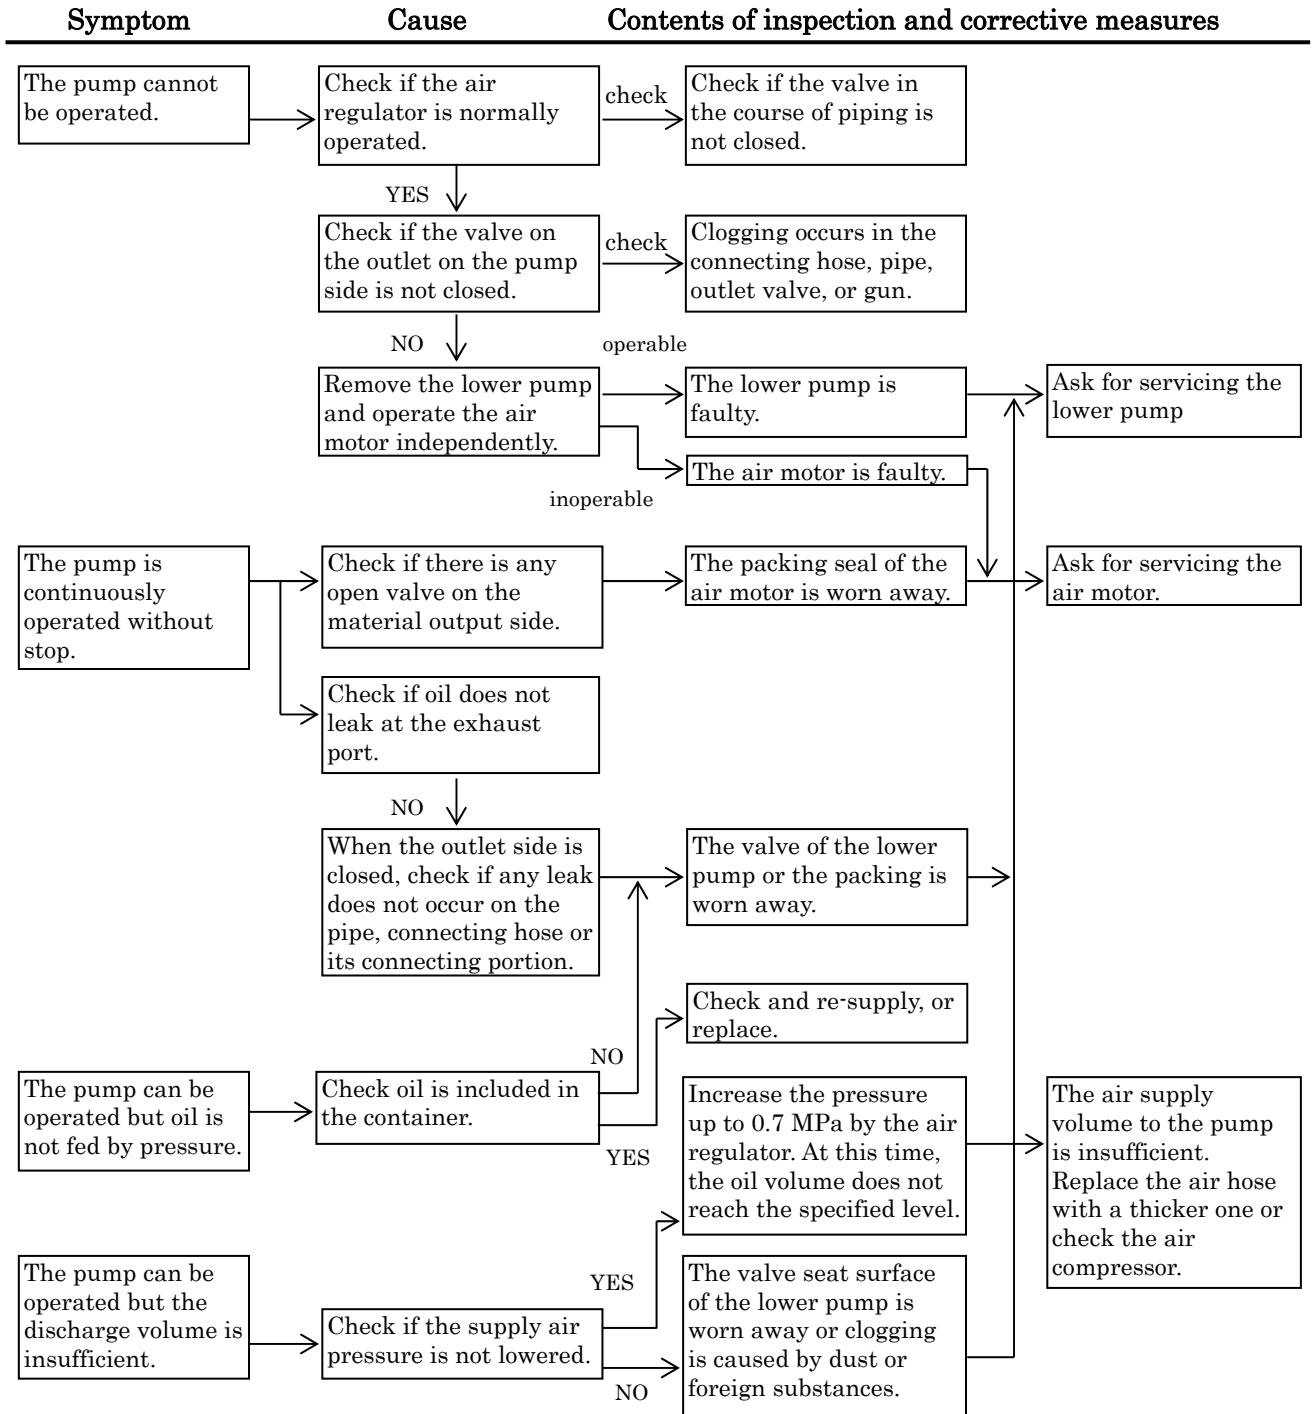 Symptom
Cause
Contents of inspection and corrective measures
The pump cannot
be operated.
Check if the air
regulator is normally
operated.
check
Check if the valve in
the course of piping is
not closed.
YES
Check if the valve on
the outlet on the pump
side is not closed.
check
Clogging occurs in the
connecting hose, pipe,
outlet valve, or gun.
NO
operable
Remove the lower pump
and operate the air
motor independently.
The lower pump is
faulty.
Ask for servicing the
lower pump
The air motor is faulty.
inoperable
The pump is
continuously
operated without
stop.
Check if there is any
open valve on the
material output side.
The packing seal of the
air motor is worn away.
Ask for servicing the
air motor.
Check if oil does not
leak at the exhaust
port.
NO
When the outlet side is
closed, check if any leak
does not occur on the
pipe, connecting hose or
its connecting portion.
The valve of the lower
pump or the packing is
worn away.
Check and re-supply, or
replace.
NO
The pump can be
operated but oil is
not fed by pressure.
Check oil is included in
the container.
YES
Increase the pressure
up to 0.7 MPa by the air
regulator. At this time,
the oil volume does not
reach the specified level.
The air supply
volume to the pump
is insufficient.
Replace the air hose
with a thicker one or
check the air
compressor.
The pump can be
operated but the
discharge volume is
insufficient.
YES
Check if the supply air
pressure is not lowered.
NO
The valve seat surface
of the lower pump is
worn away or clogging
is caused by dust or
foreign substances.